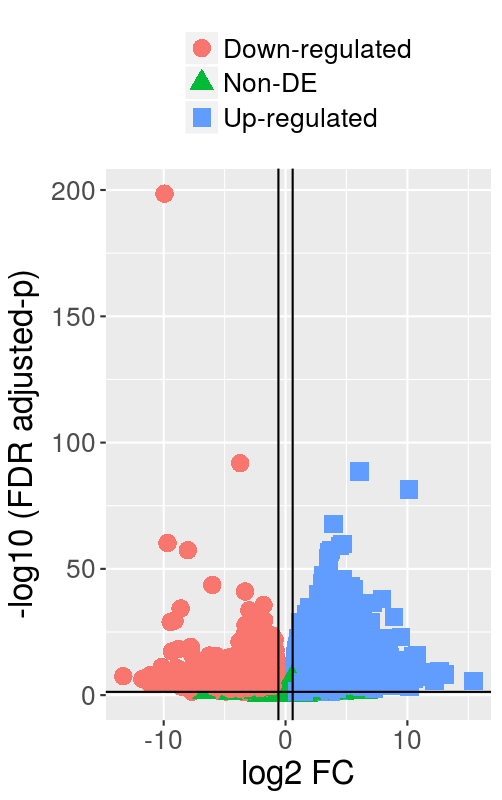 Down-regulated
Non-DE
Up-regulated
200
150
100
50
0
-log10 (FDR adjusted-p)
-10 0 10
log2 FC